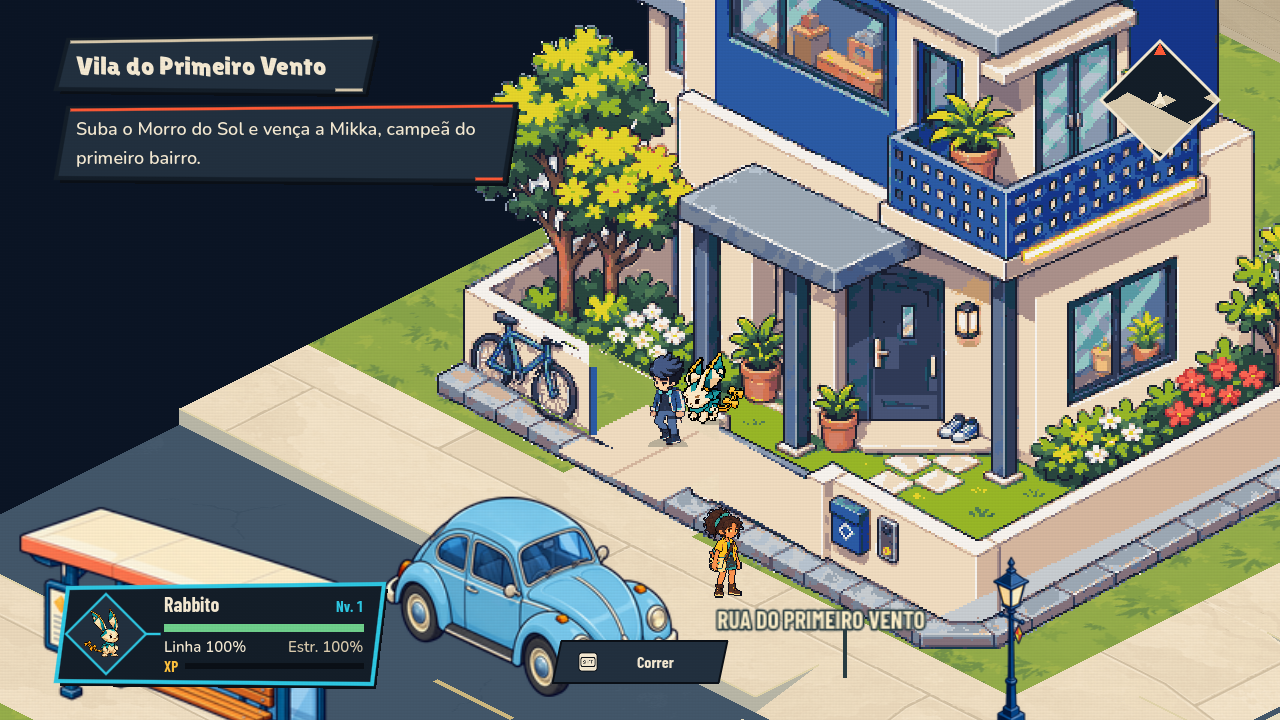 Vila do Primeiro Vento
Suba o Morro do Sol e vença a Mikka, campeã do
primeiro bairro.
RUA DO PRIMEIRO VENTO
Rabbito
Nv. 1
Linha 100%
Estr. 100%
XP
Correr